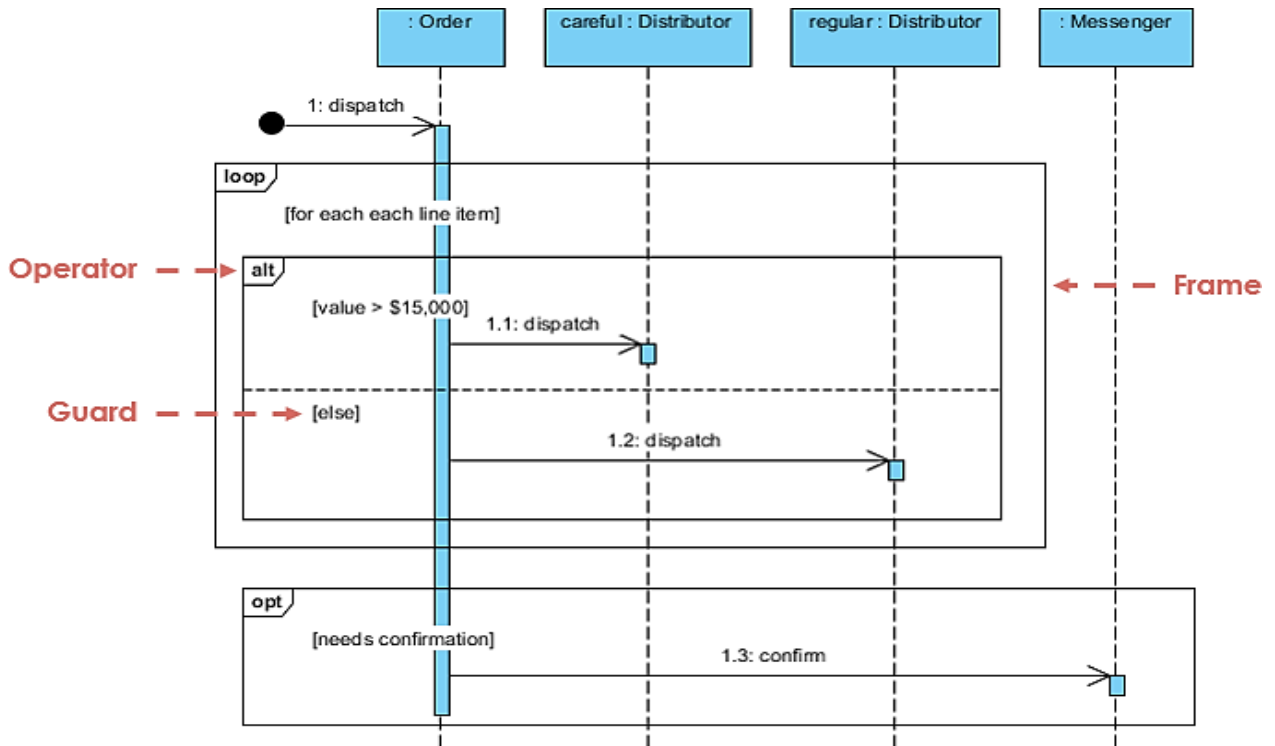 : Order
careful : Distributor
regular : Distributor
: Messenger
1: dispatch
loop
[for each each line item]
Operator
alt
Frame
[value > $15,000]
1.1: dispatch
Guard
[else]
1.2: dispatch
opt
[needs confirmation]
1.3: confirm